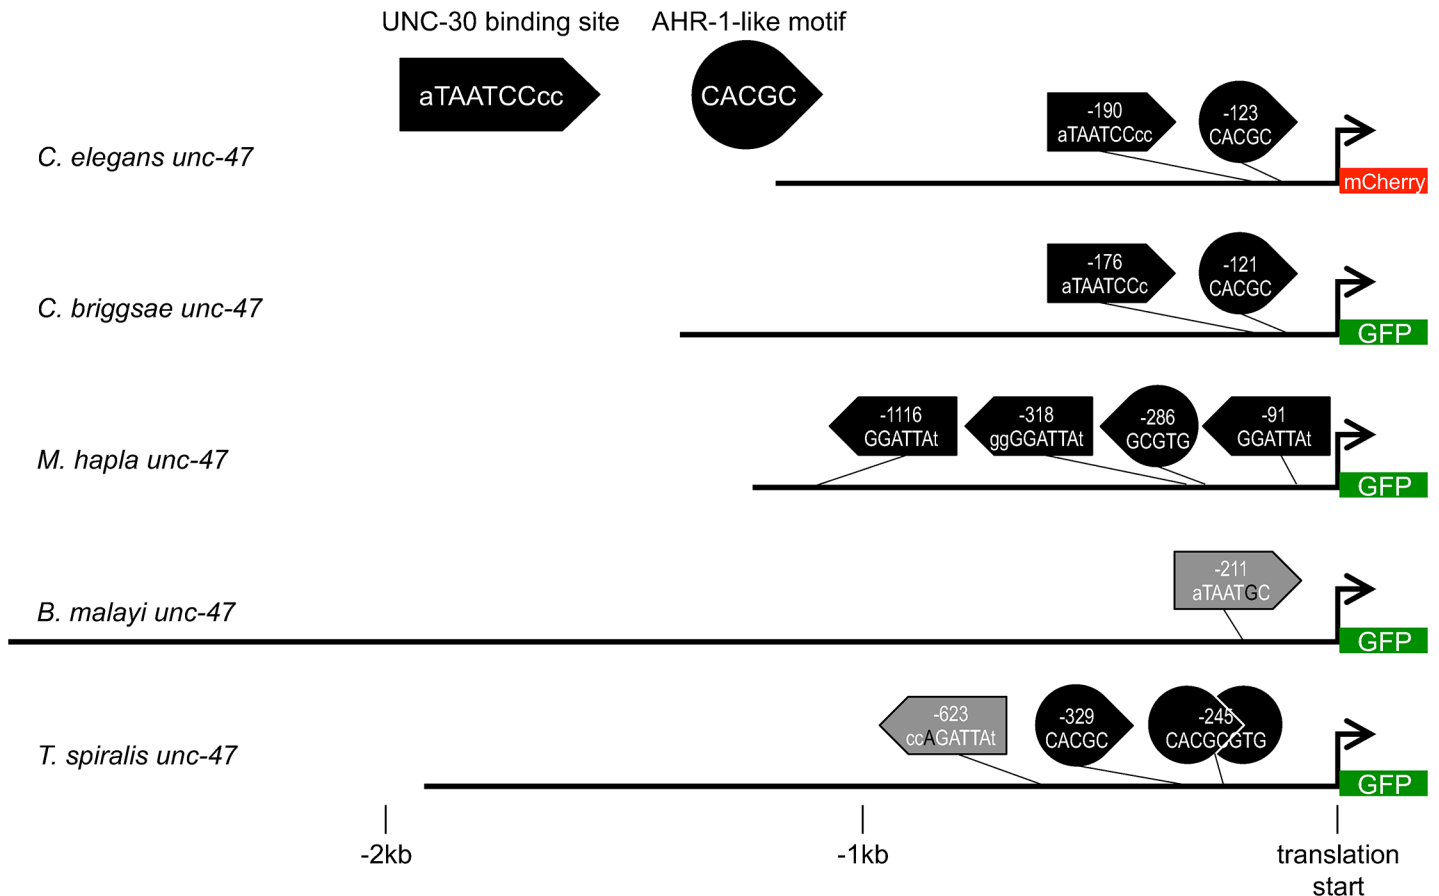 UNC-30 binding site
AHR-1-like motif
aTAATCCcc
CACGC
C. elegans unc-47
-190
aTAATCCcc
-123
CACGC
mCherry
C. briggsae unc-47
-176
aTAATCCc
-121
CACGC
GFP
M. hapla unc-47
-1116
GGATTAt
-318
ggGGATTAt
-286
GCGTG
-91
GGATTAt
GFP
B. malayi unc-47
-211
aTAATGC
GFP
T. spiralis unc-47
-623
ccAGATTAt
-329
CACGC
-245
CACGCGTG
GFP
-2kb
-1kb
translation
start